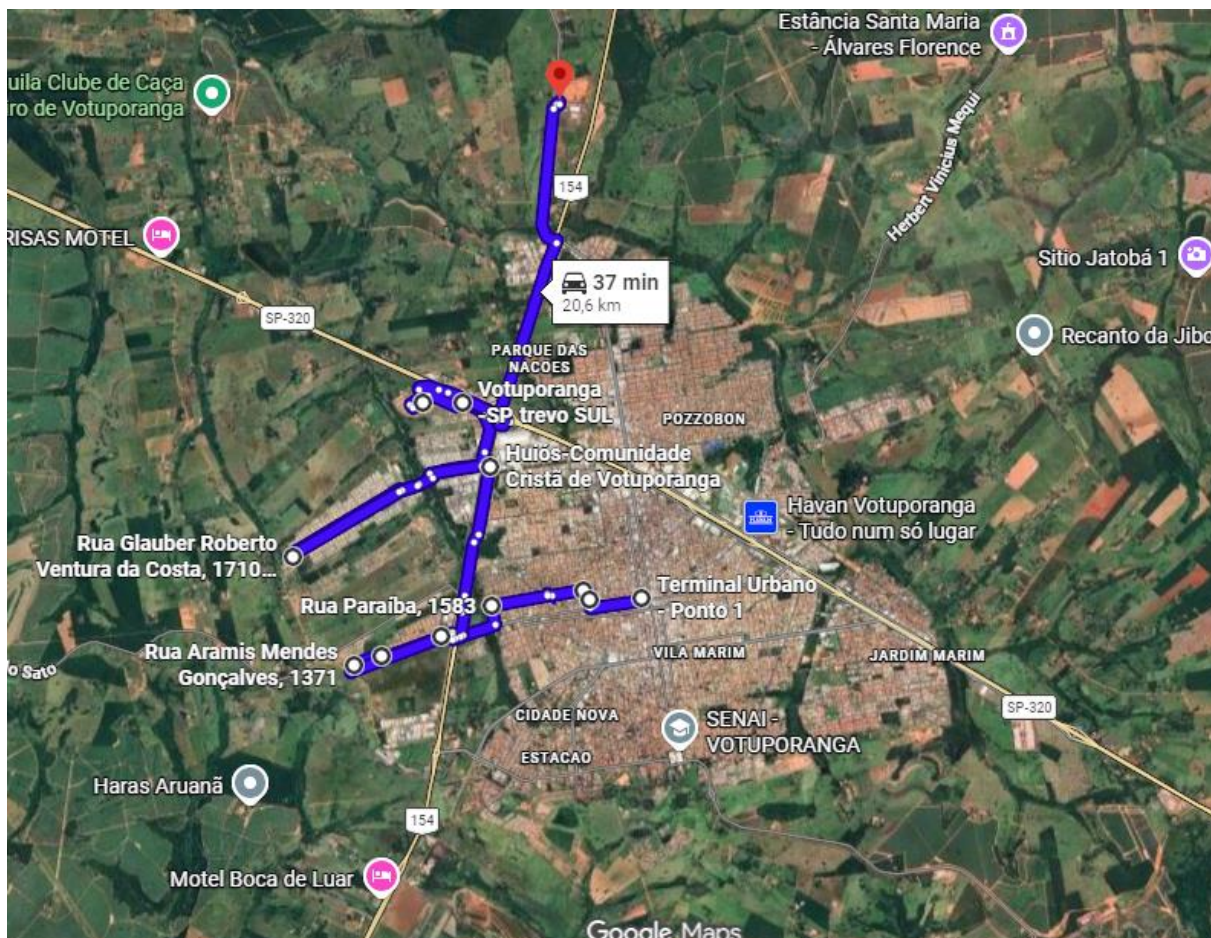 Estância Santa Maria
- Álvares Florence
uila Clube de Caça
iro de Votuporanga
Herbert Vinicius Mequi
154
RISAS MOTEL
Sitio Jatobá 1
37 min
20,6 km
SP-320
Recanto da Jibo
PARQUE DAS
NACOES
Votuporanga
-SP trevo SUL
POZZOBON
Huiós-Comunidade
Cristã de Votuporanga
Havan Votuporanga
- Tudo num só lugar
Rua Glauber Roberto
Ventura da Costa, 1710...
Rua Paraíba, 1583
Terminal Urbano
- Ponto 1
Rua Aramis Mendes
Gonçalves, 1371
do Sato
VILA MARIM
JARDIM MARIM
SP-320
CIDADE NOVA
SENAI -
VOTUPORANGA
ESTACAO
Haras Aruanã
154
Motel Boca de Luar
Google Maps